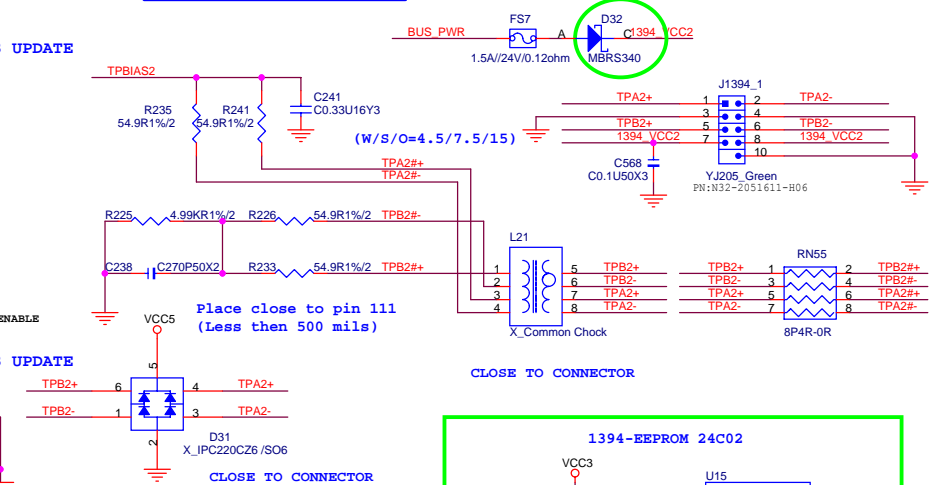 FS7
D32
BUS_PWR
A
C
1394_VCC2
1.5A//24V/0.12ohm
MBRS340
UPDATE
TPBIAS2
J1394_1
C241
C0.33U16Y3
R235
54.9R1%/2
R241
54.9R1%/2
TPA2+
1
2
TPA2-
3
4
TPB2+
5
6
TPB2-
1394_VCC2
7
8
1394_VCC2
10
(W/S/O=4.5/7.5/15)
C568
C0.1U50X3
YJ205_Green
PN:N32-2051611-H06
TPA2#+
TPA2#-
R225
4.99KR1%/2
R226
54.9R1%/2
TPB2#-
L21
C238
C270P50X2
R233
54.9R1%/2
TPB2#+
1
5
TPB2+
2
6
TPB2-
3
7
TPA2+
4
8
TPA2-
X_Common Chock
RN55
TPB2+
1
2
TPB2#+
TPB2-
3
4
TPB2#-
TPA2+
5
6
TPA2#+
TPA2-
7
8
TPA2#-
8P4R-0R
Place close to pin 111
(Less then 500 mils)
ENABLE
VCC5
UPDATE
CLOSE TO CONNECTOR
5
TPB2+
6
4
TPA2+
TPB2-
1
3
TPA2-
2
D31
X_IPC220CZ6 /SO6
CLOSE TO CONNECTOR
1394-EEPROM 24C02
VCC3
U15